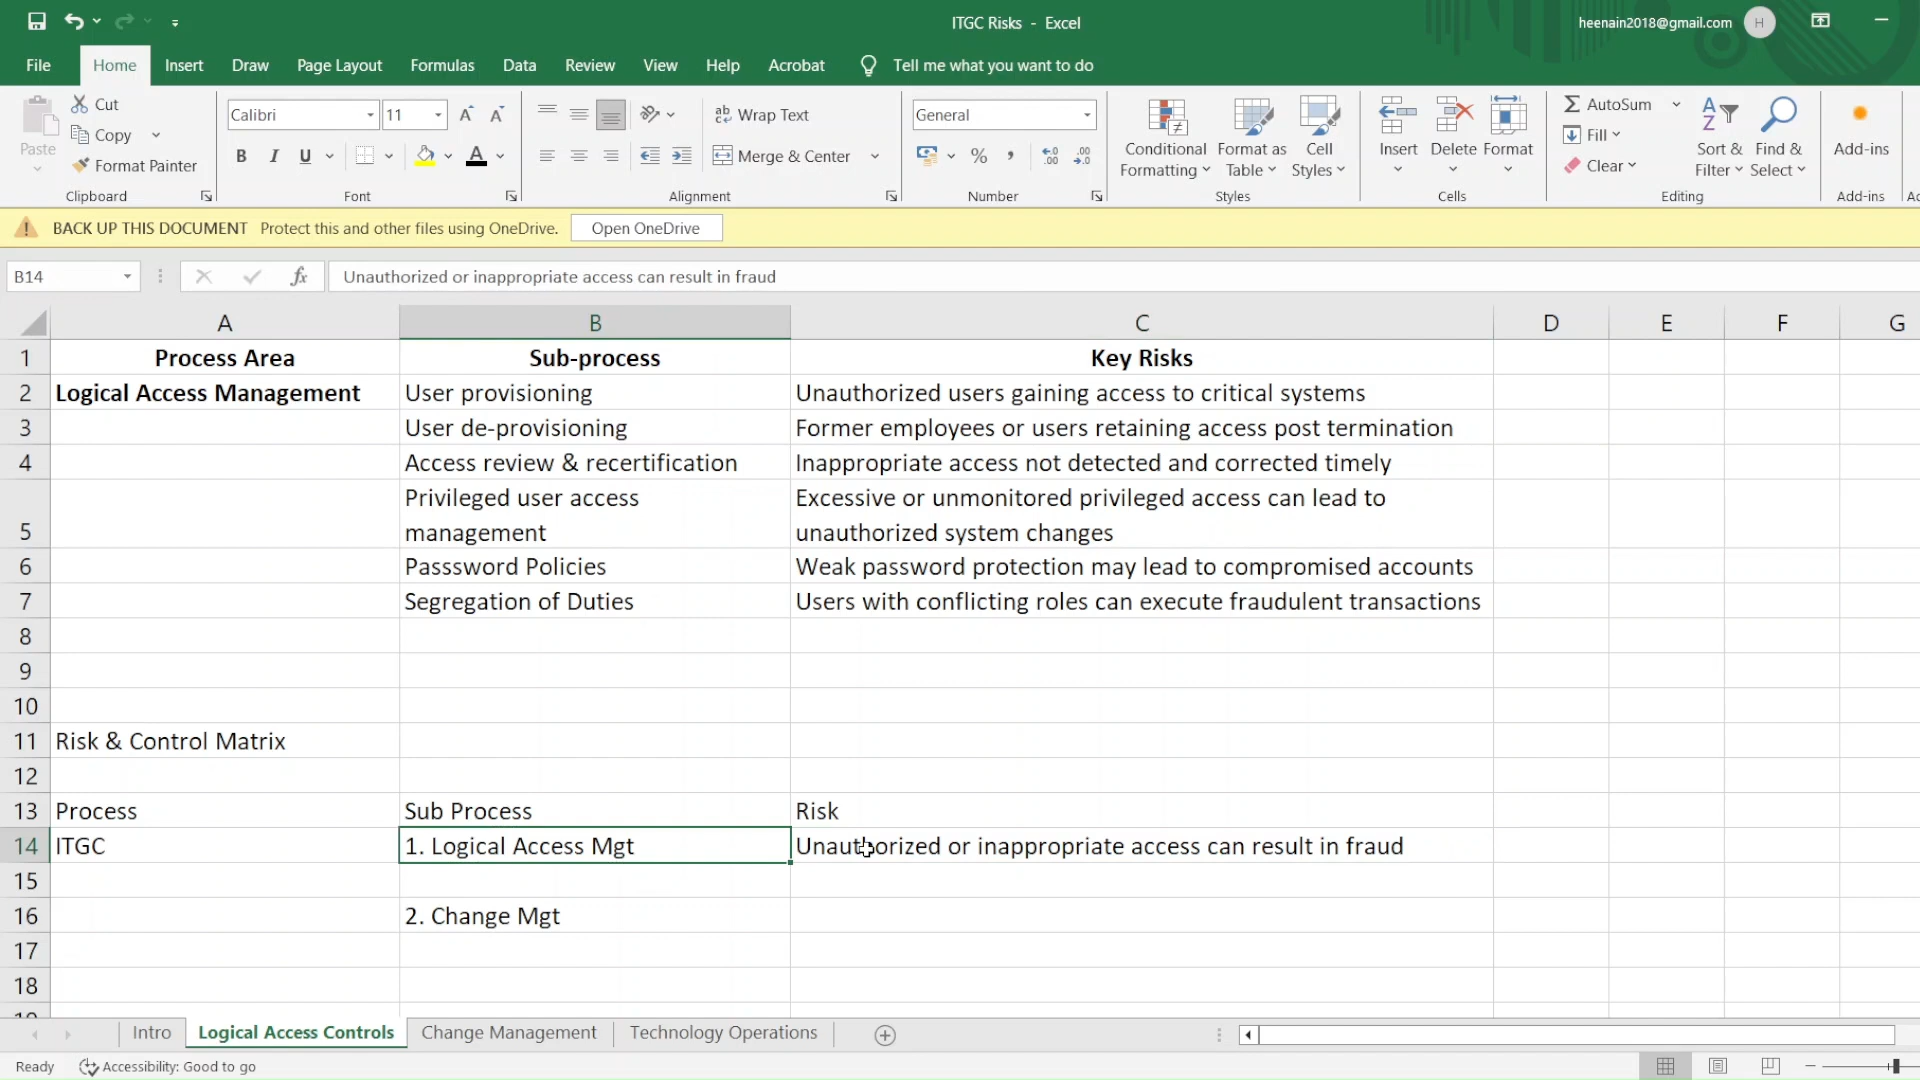 ITGC Risks - Excel
heenain2018@gmail.com
H
File Home Insert Draw Page Layout Formulas Data Review View Help Acrobat Tell me what you want to do
Paste
Cut
Copy
Format Painter
Clipboard
Calibri 11
A A
B I U A
Font
Wrap Text
Merge & Center
Alignment
General
% ,
Number
Conditional Formatting
Format as Table
Cell Styles
Styles
Insert
Delete
Format
Cells
AutoSum
Fill
Clear
Sort & Filter
Find & Select
Editing
Add-ins
Add-ins
BACK UP THIS DOCUMENT Protect this and other files using OneDrive. Open OneDrive
B14 fx Unauthorized or inappropriate access can result in fraud
A B C D E F G
1 Process Area Sub-process Key Risks
2 Logical Access Management User provisioning Unauthorized users gaining access to critical systems
3 User de-provisioning Former employees or users retaining access post termination
4 Access review & recertification Inappropriate access not detected and corrected timely
Privileged user access Excessive or unmonitored privileged access can lead to
5 management unauthorized system changes
6 Passsword Policies Weak password protection may lead to compromised accounts
7 Segregation of Duties Users with conflicting roles can execute fraudulent transactions
8
9
10
11 Risk & Control Matrix
12
13 Process Sub Process Risk
14 ITGC 1. Logical Access Mgt Unauthorized or inappropriate access can result in fraud
15
16 2. Change Mgt
17
18
Intro Logical Access Controls Change Management Technology Operations
Ready Accessibility: Good to go